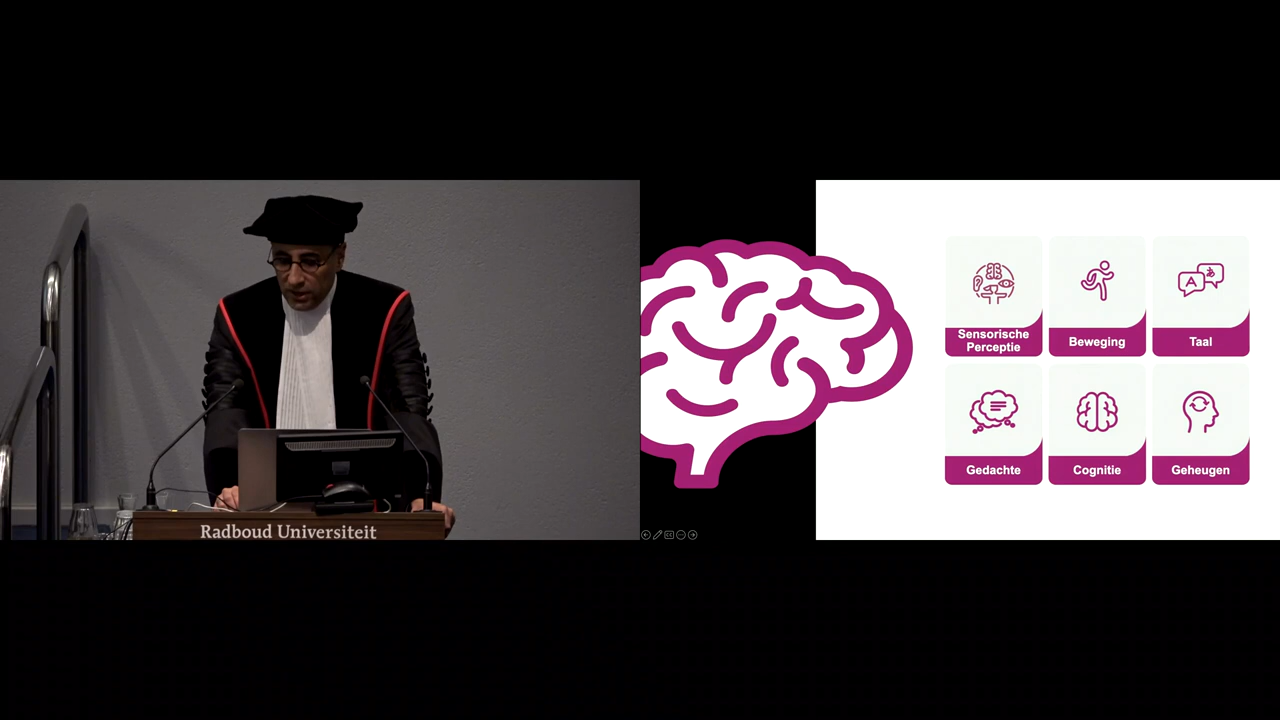 Radboud Universiteit
Sensorische
Perceptie
Beweging
Taal
Gedachte
Cognitie
Geheugen